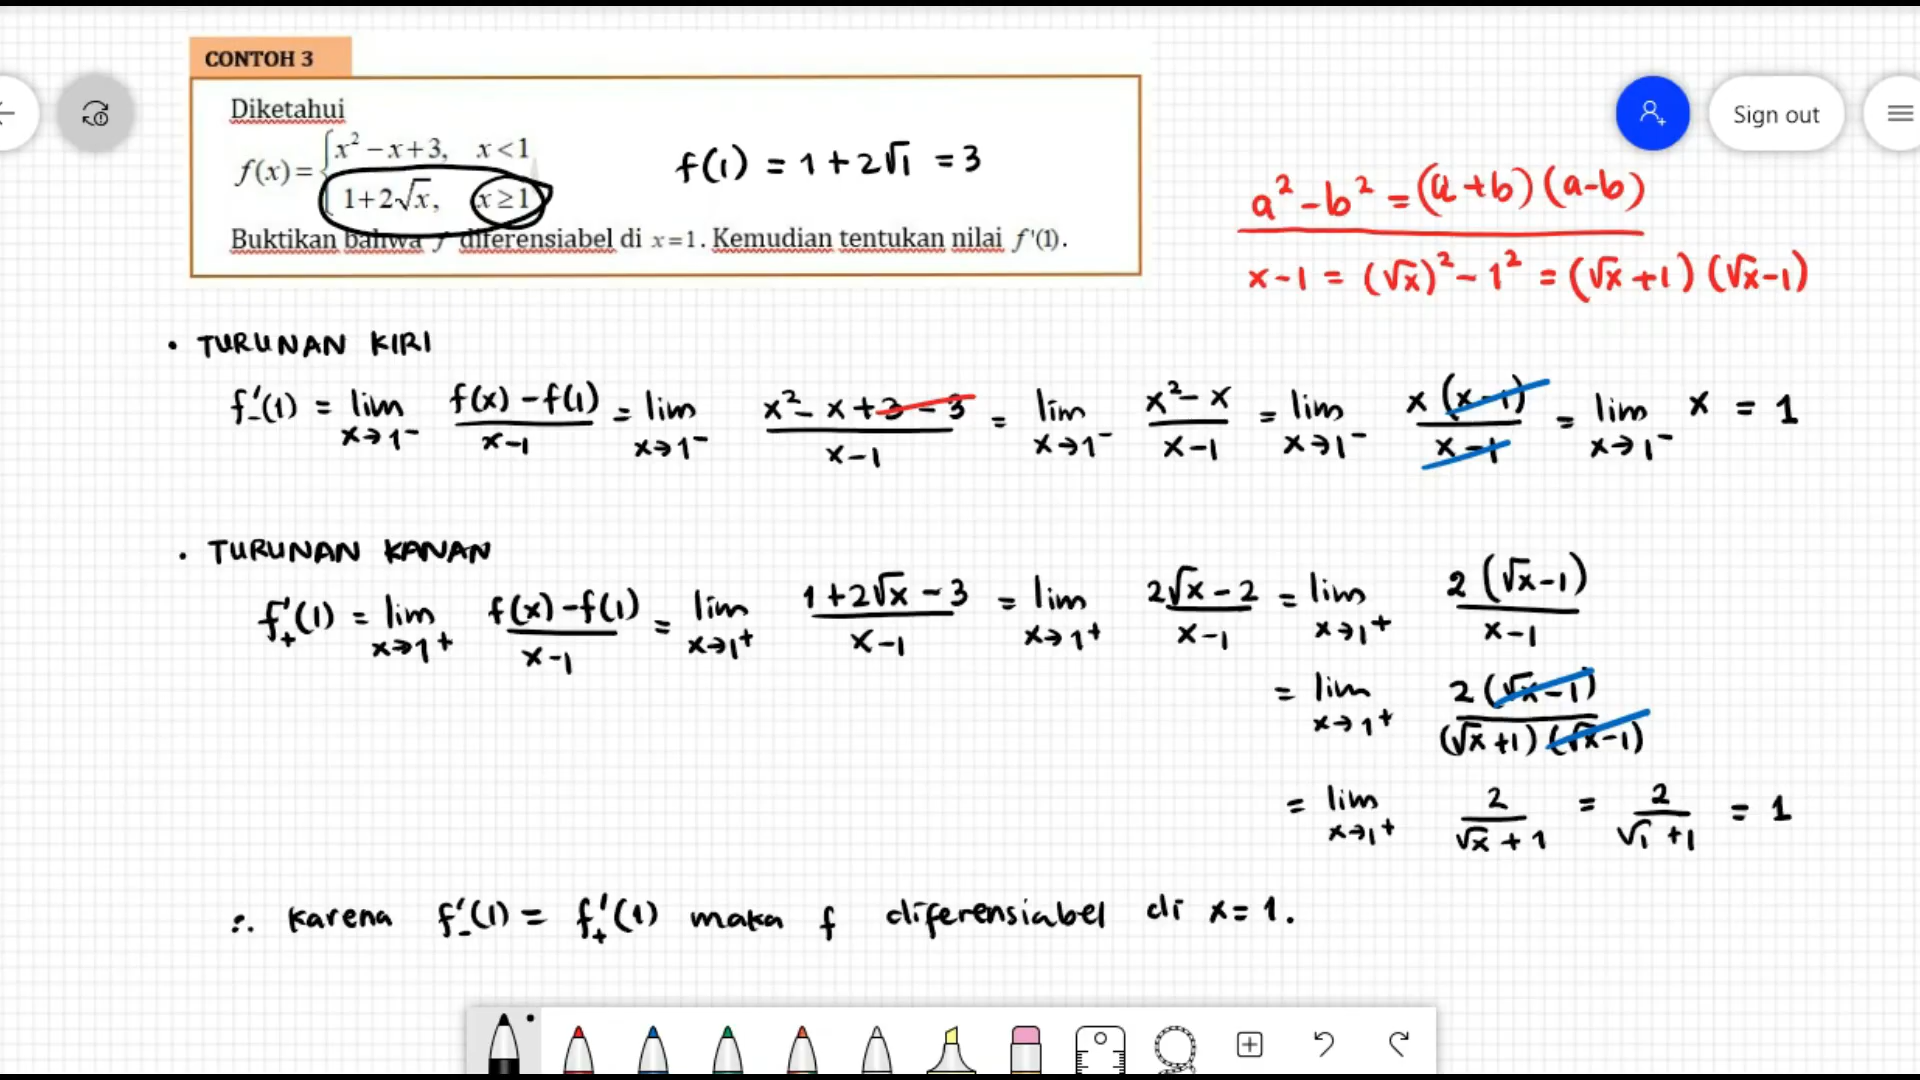 CONTOH 3
Diketahui
f(x) = { x² − x + 3, x < 1
1 + 2√x, x ≥ 1
f(1) = 1 + 2√1 = 3
Buktikan bahwa f diferensiabel di x = 1. Kemudian tentukan nilai f'(1).
Sign out
a² − b² = (a + b)(a − b)
x − 1 = (√x)² − 1² = (√x + 1)(√x − 1)
• TURUNAN KIRI
f₋'(1) = lim x→1⁻ (f(x) − f(1))/(x − 1) = lim x→1⁻ (x² − x + 3 − 3)/(x − 1) = lim x→1⁻ (x² − x)/(x − 1) = lim x→1⁻ x(x − 1)/(x − 1) = lim x→1⁻ x = 1
• TURUNAN KANAN
f₊'(1) = lim x→1⁺ (f(x) − f(1))/(x − 1) = lim x→1⁺ (1 + 2√x − 3)/(x − 1) = lim x→1⁺ (2√x − 2)/(x − 1) = lim x→1⁺ 2(√x − 1)/(x − 1)
= lim x→1⁺ 2(√x − 1)/((√x + 1)(√x − 1))
= lim x→1⁺ 2/(√x + 1) = 2/(√1 + 1) = 1
∴ Karena f₋'(1) = f₊'(1) maka f diferensiabel di x = 1.